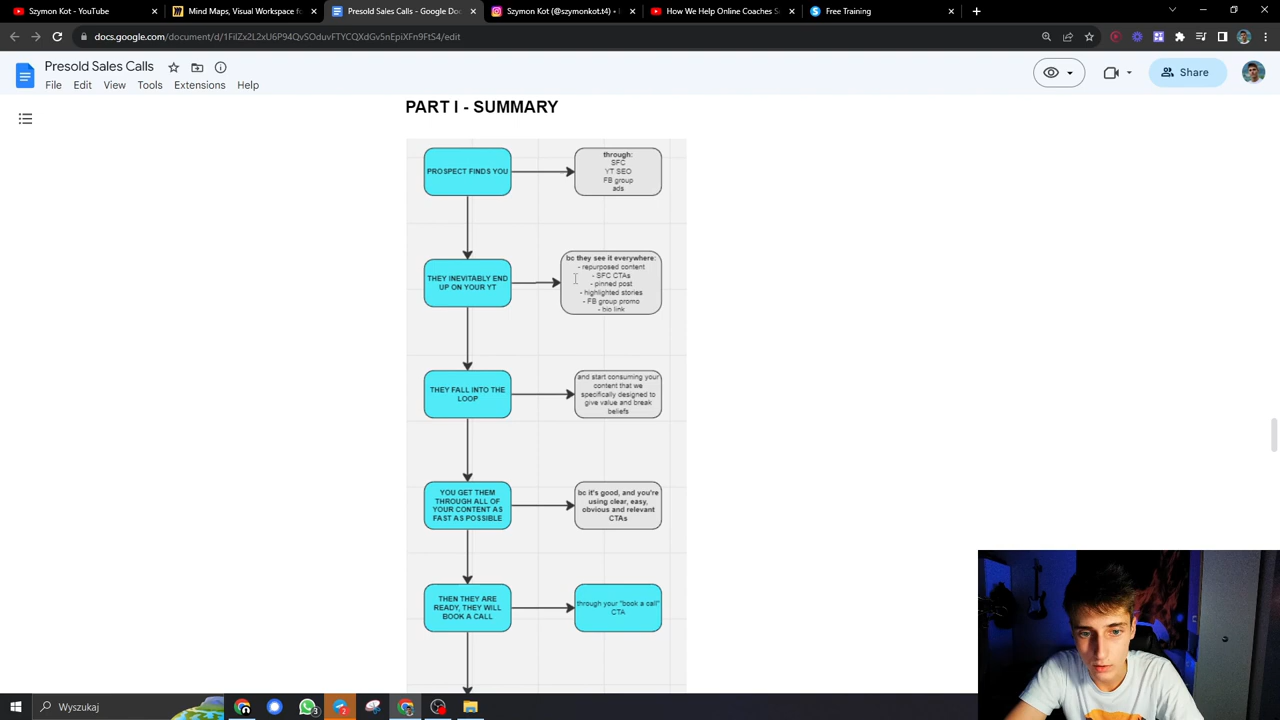 Szymon Kot - YouTube
Mind Maps, Visual Workspace f
Presold Sales Calls - Google Doc
Szymon Kot (@szymonkot.t4) •
How We Help Online Coaches S
Free Training
docs.google.com/document/d/
Presold Sales Calls
File Edit View Tools Extensions Help
Share
PART I - SUMMARY
PROSPECT FINDS YOU
through:
SFC
YT SEO
FB group
ads
THEY INEVITABLY END
UP ON YOUR YT
bc they see it everywhere:
- repurposed content
- SFC CTAs
- pinned post
- highlighted stories
- FB group promo
- bio link
THEY FALL INTO THE
LOOP
and start consuming your
content that we
specifically designed to
give value and break
beliefs
YOU GET THEM
THROUGH ALL OF
YOUR CONTENT AS
FAST AS POSSIBLE
bc it's good, and you're
using clear, easy,
obvious and relevant
CTAs
THEN THEY ARE
READY, THEY WILL
BOOK A CALL
through your "book a call"
CTA
Wyszukaj